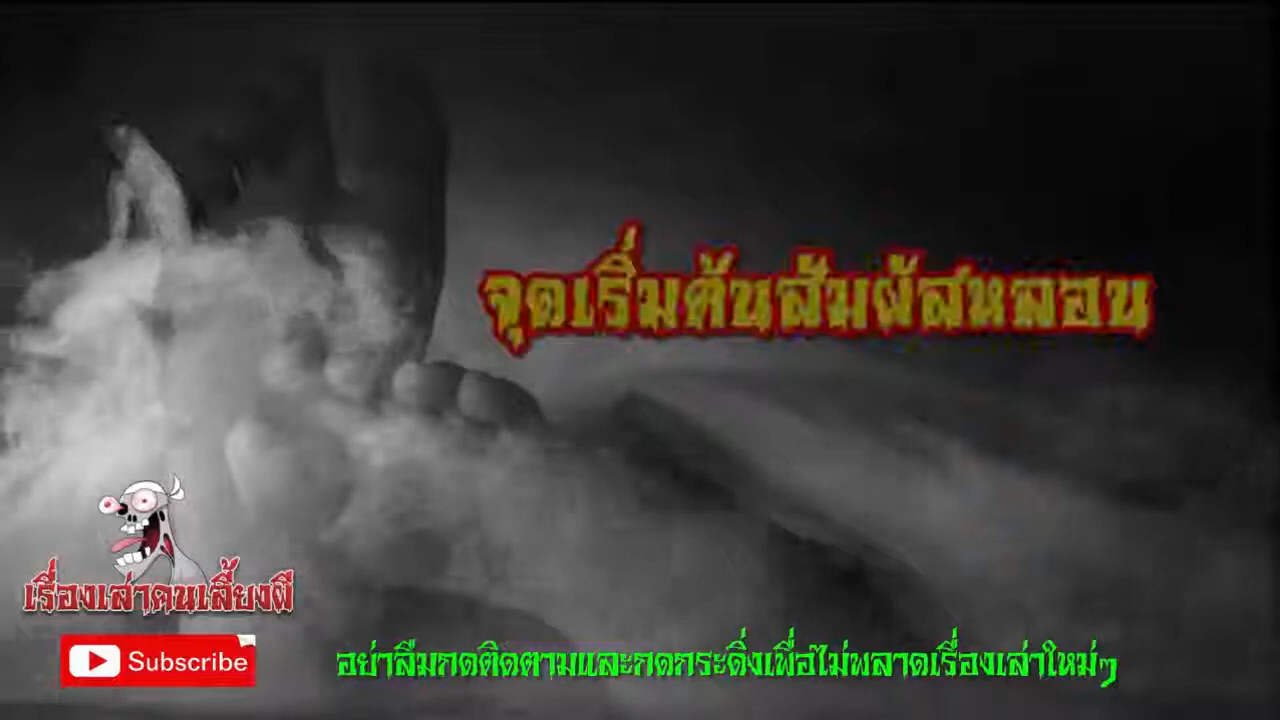 จุดเริ่มต้นสัมผัสหลอน
เรื่องเล่าคนเลี้ยงผี
Subscribe
อย่าลืมกดติดตามและกดกระดิ่งเพื่อไม่พลาดเรื่องเล่าใหม่ๆ